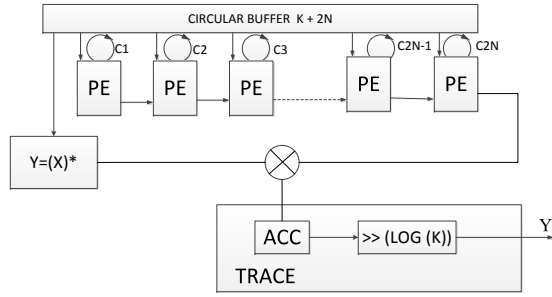 CIRCULAR BUFFER K + 2N
C1
C2
C3
C2N-1
C2N
PE
PE
PE
PE
PE
Y=(X)*
ACC
>> (LOG (K))
Y
TRACE